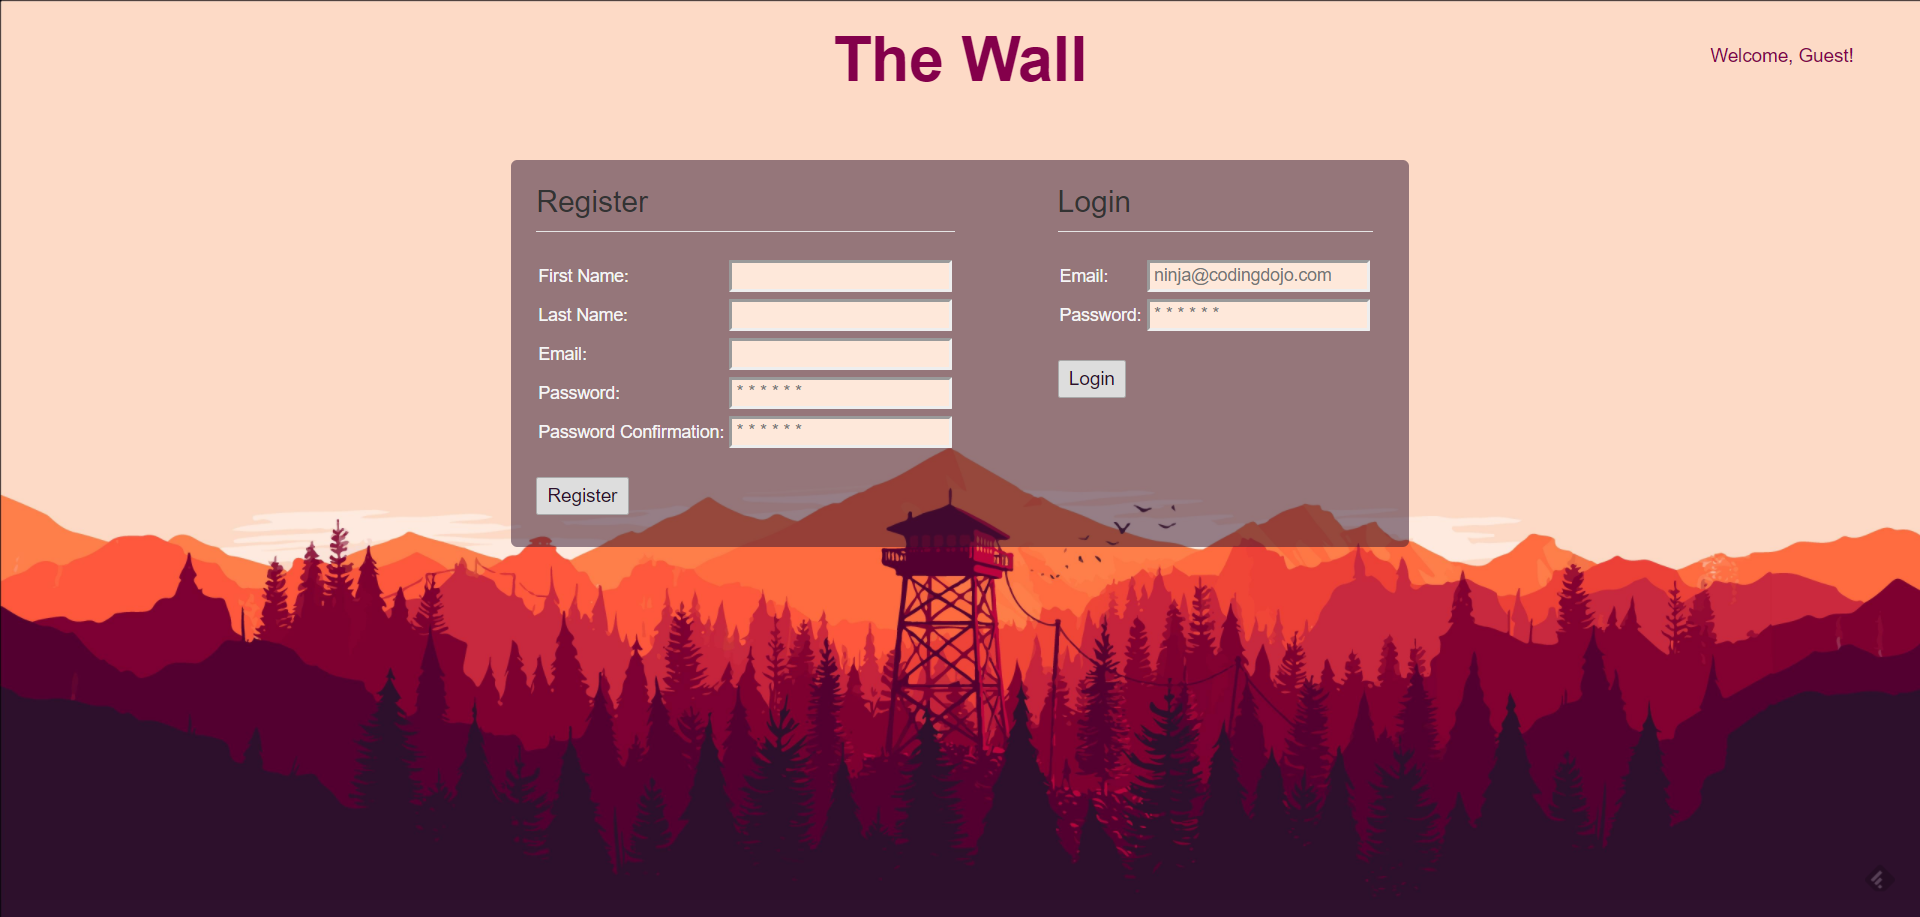 The Wall
Welcome, Guest!
Register
First Name:
Last Name:
Email:
Password: * * * * * *
Password Confirmation: * * * * * *
Register
Login
Email: ninja@codingdojo.com
Password: * * * * * *
Login